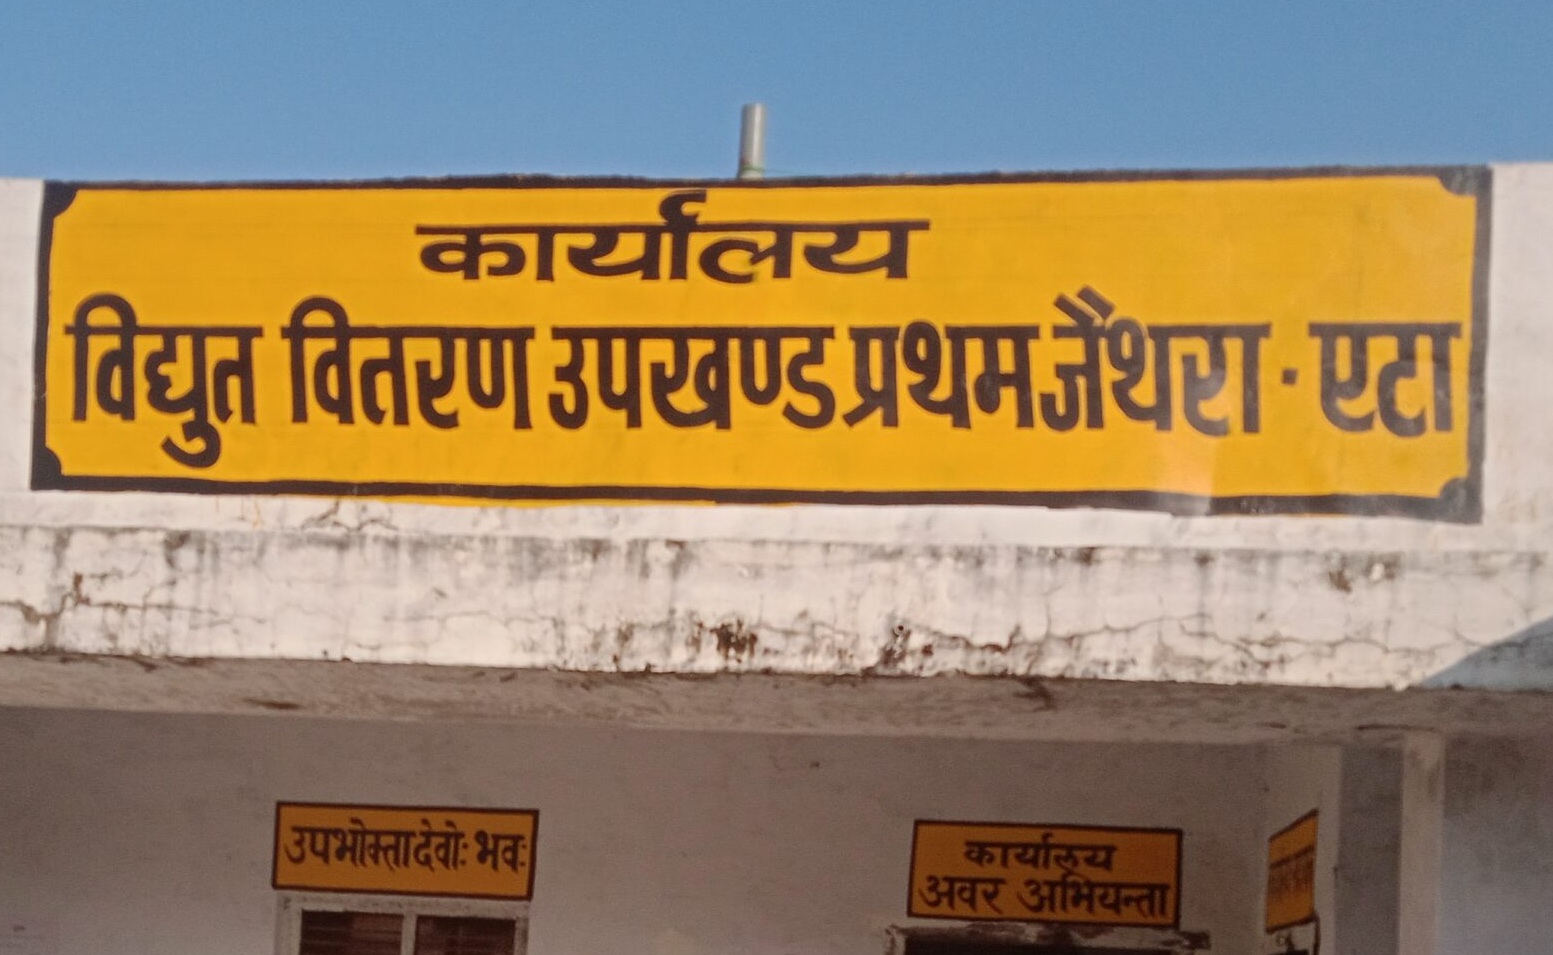 कार्यालय
विद्युत वितरण उपखण्ड प्रथम जैथरा - एटा
उपभोक्ता देवोः भवः
कार्यालय
अवर अभियन्ता